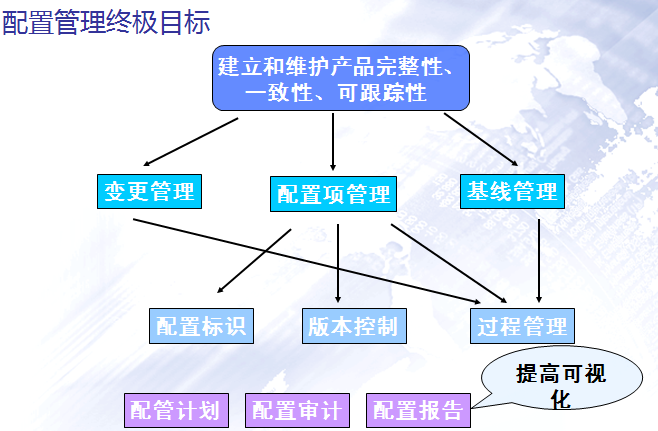 配置管理终极目标
建立和维护产品完整性、
一致性、可跟踪性
变更管理
配置项管理
基线管理
配置标识
版本控制
过程管理
提高可视
化
配管计划
配置审计
配置报告